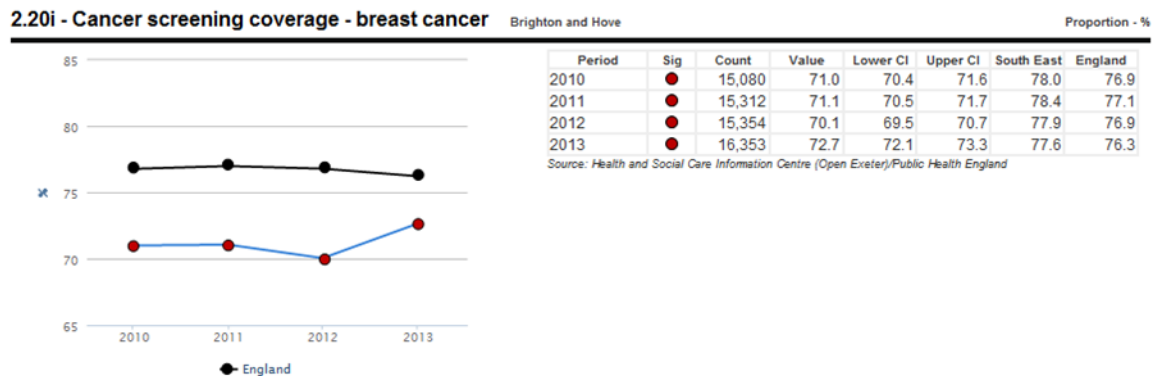 2.20i - Cancer screening coverage - breast cancer Brighton and Hove Proportion - %
85
80
75
70
65
%
2010 2011 2012 2013
England
Period Sig Count Value Lower CI Upper CI South East England
2010 15,080 71.0 70.4 71.6 78.0 76.9
2011 15,312 71.1 70.5 71.7 78.4 77.1
2012 15,354 70.1 69.5 70.7 77.9 76.9
2013 16,353 72.7 72.1 73.3 77.6 76.3
Source: Health and Social Care Information Centre (Open Exeter)/Public Health England